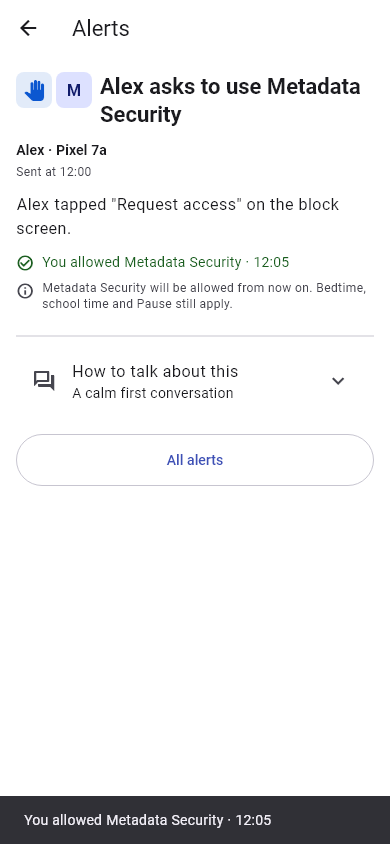 Alerts
M
Alex asks to use Metadata
Security
Alex · Pixel 7a
Sent at 12:00
Alex tapped "Request access" on the block
screen.
You allowed Metadata Security · 12:05
Metadata Security will be allowed from now on. Bedtime,
school time and Pause still apply.
How to talk about this
A calm first conversation
All alerts
You allowed Metadata Security · 12:05